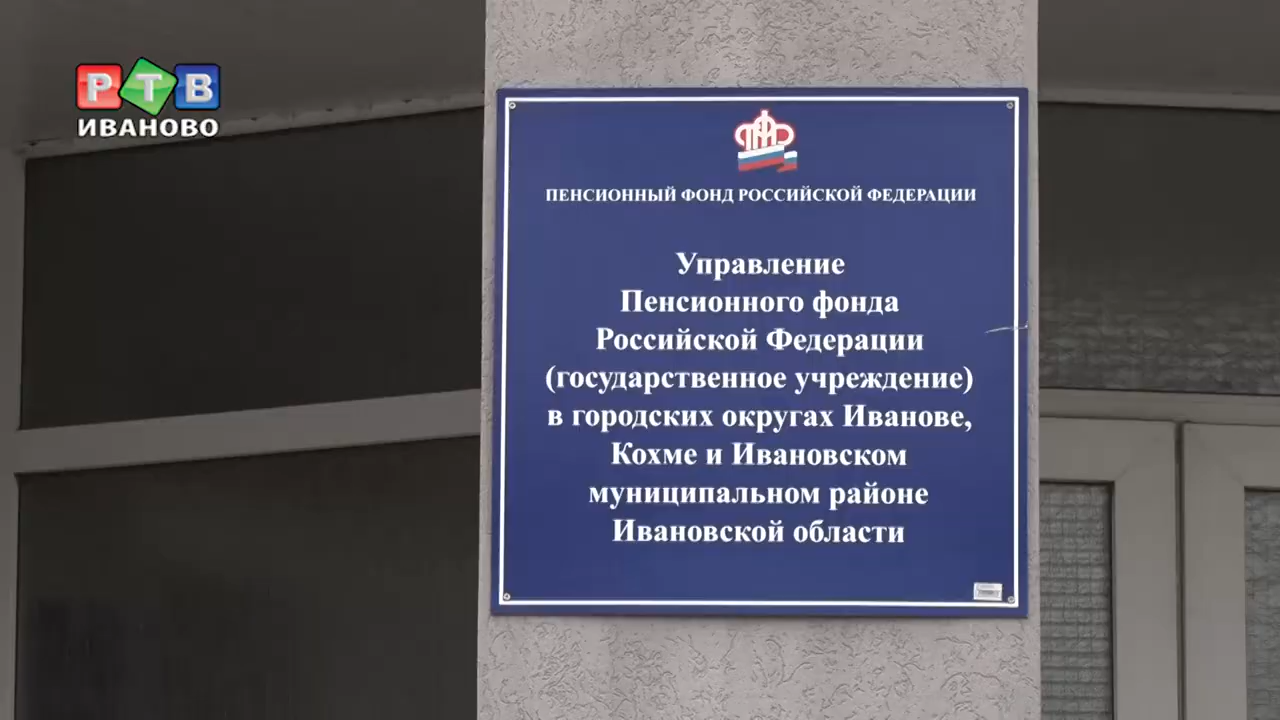 РТВ
ИВАНОВО
ПЕНСИОННЫЙ ФОНД РОССИЙСКОЙ ФЕДЕРАЦИИ
Управление
Пенсионного фонда
Российской Федерации
(государственное учреждение)
в городских округах Иванове,
Кохме и Ивановском
муниципальном районе
Ивановской области